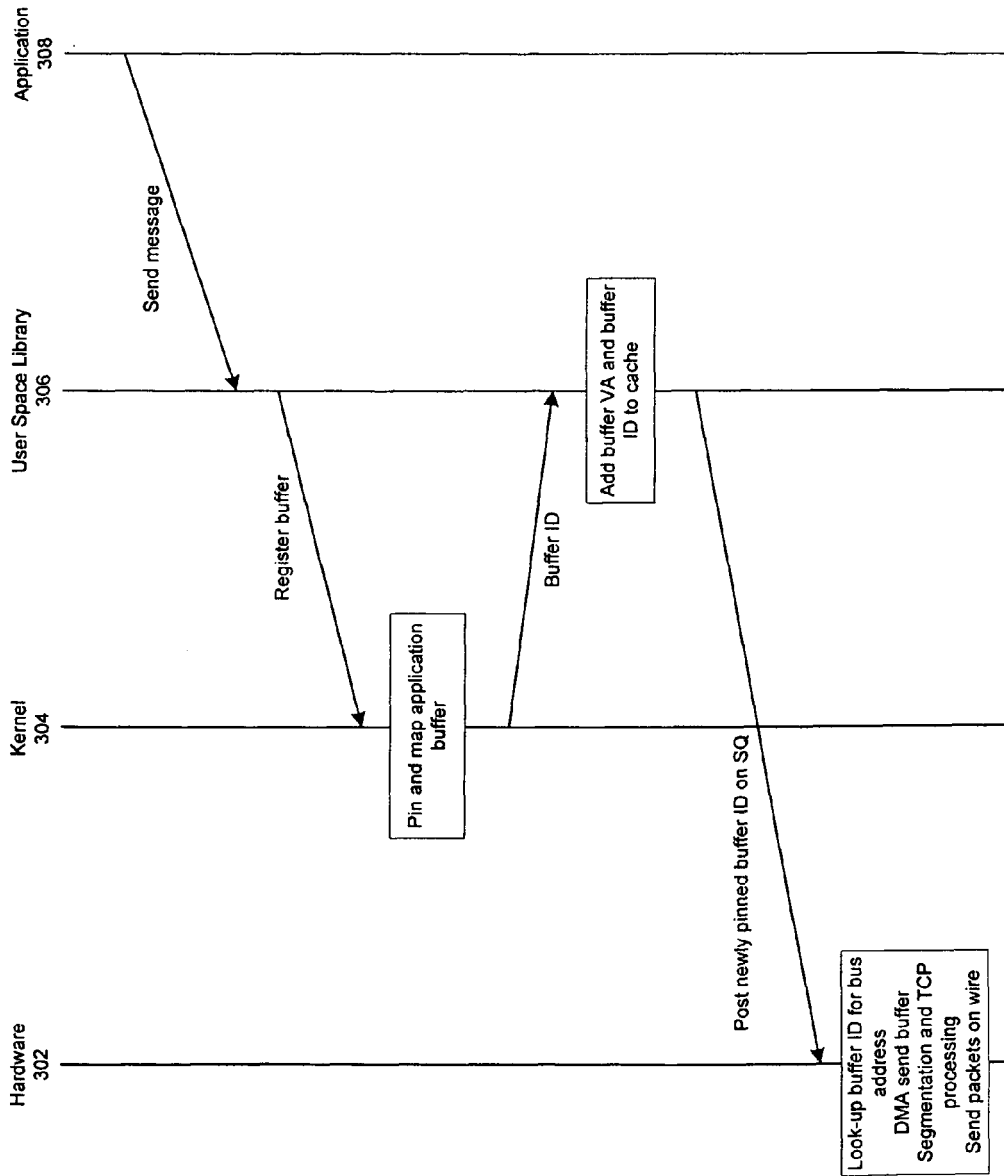 Hardware
302
Kernel
304
User Space Library
306
Application
308
Send message
Register buffer
Pin and map application
buffer
Buffer ID
Add buffer VA and buffer
ID to cache
Post newly pinned buffer ID on SQ
Look-up buffer ID for bus
address
DMA send buffer
Segmentation and TCP
processing
Send packets on wire